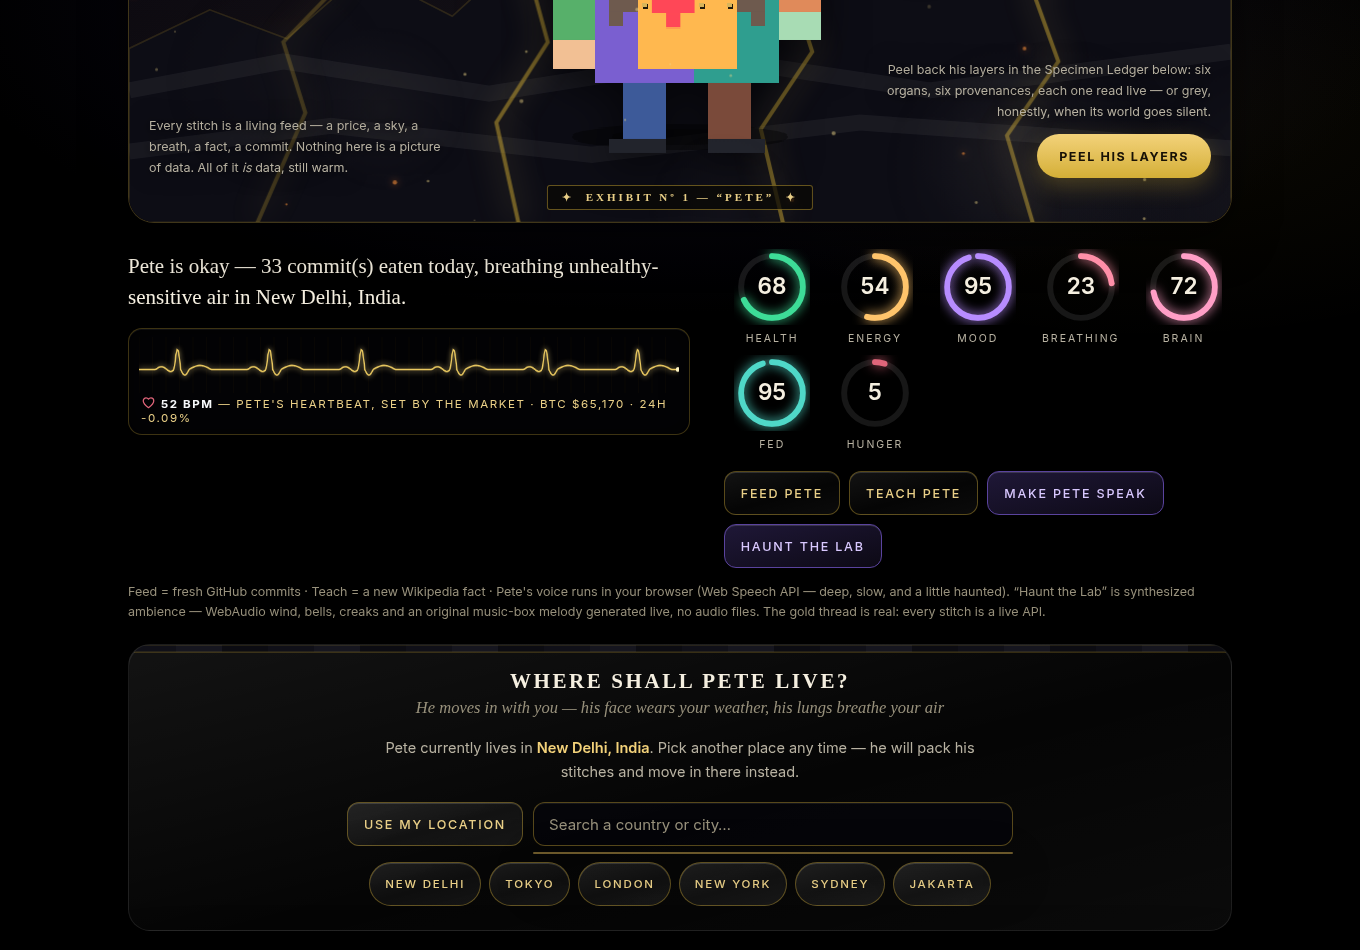 Every stitch is a living feed — a price, a sky, a
breath, a fact, a commit. Nothing here is a picture
of data. All of it is data, still warm.
Peel back his layers in the Specimen Ledger below: six
organs, six provenances, each one read live — or grey,
honestly, when its world goes silent.
PEEL HIS LAYERS
✦ EXHIBIT N° 1 — “PETE” ✦
Pete is okay — 33 commit(s) eaten today, breathing unhealthy-
sensitive air in New Delhi, India.
52 BPM — PETE'S HEARTBEAT, SET BY THE MARKET · BTC $65,170 · 24H
-0.09%
68 54 95 23 72
HEALTH ENERGY MOOD BREATHING BRAIN
95 5
FED HUNGER
FEED PETE TEACH PETE MAKE PETE SPEAK
HAUNT THE LAB
Feed = fresh GitHub commits · Teach = a new Wikipedia fact · Pete's voice runs in your browser (Web Speech API — deep, slow, and a little haunted). “Haunt the Lab” is synthesized
ambience — WebAudio wind, bells, creaks and an original music-box melody generated live, no audio files. The gold thread is real: every stitch is a live API.
WHERE SHALL PETE LIVE?
He moves in with you — his face wears your weather, his lungs breathe your air
Pete currently lives in New Delhi, India. Pick another place any time — he will pack his
stitches and move in there instead.
USE MY LOCATION Search a country or city…
NEW DELHI TOKYO LONDON NEW YORK SYDNEY JAKARTA